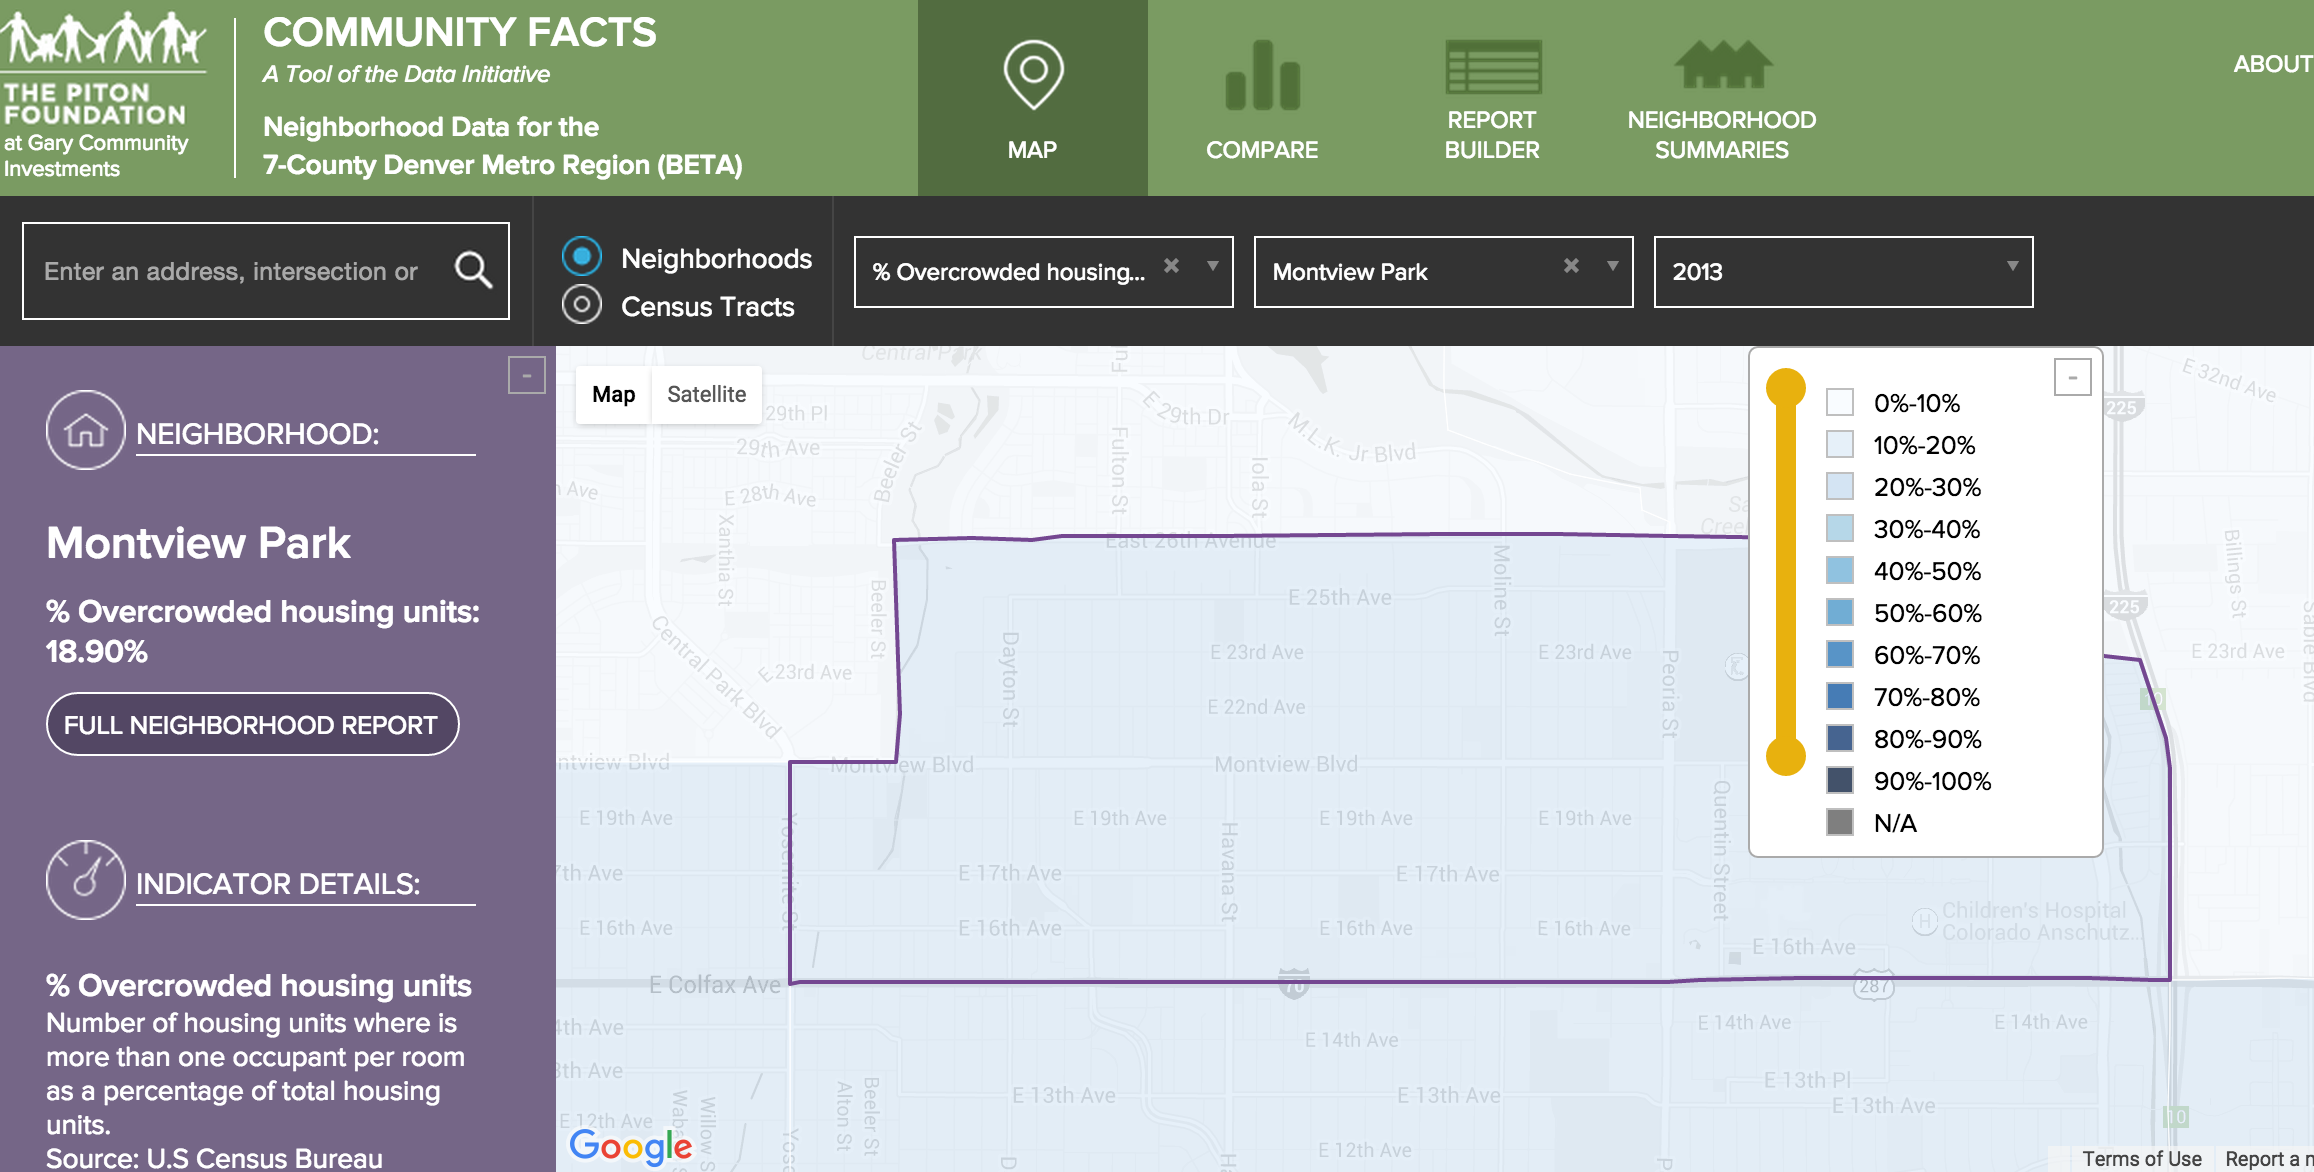 THE PITON
FOUNDATION
at Gary Community
Investments
COMMUNITY FACTS
A Tool of the Data Initiative
Neighborhood Data for the
7-County Denver Metro Region (BETA)
MAP
COMPARE
REPORT
BUILDER
NEIGHBORHOOD
SUMMARIES
ABOUT
Enter an address, intersection or
Neighborhoods
Census Tracts
% Overcrowded housing...
Montview Park
2013
-
NEIGHBORHOOD:
Montview Park
% Overcrowded housing units:
18.90%
FULL NEIGHBORHOOD REPORT
INDICATOR DETAILS:
% Overcrowded housing units
Number of housing units where is
more than one occupant per room
as a percentage of total housing
units.
Source: U.S Census Bureau
Map
Satellite
-
0%-10%
10%-20%
20%-30%
30%-40%
40%-50%
50%-60%
60%-70%
70%-80%
80%-90%
90%-100%
N/A
Central Park
29th Pl
29th Ave
E 28th Ave
Beeler St
Xanthia St
Fulton St
E 29th Dr
Iola St
M.L.K. Jr Blvd
E 32nd Ave
225
225
Billings St
East 26th Avenue
E 25th Ave
Moline St
Beeler St
Central Park Blvd
E 23rd Ave
Dayton St
E 23rd Ave
E 23rd Ave
Peoria St
E 23rd Ave
E 22nd Ave
Montview Blvd
Montview Blvd
E 19th Ave
E 19th Ave
E 19th Ave
E 19th Ave
Yosemite St
Havana St
Quentin Street
E 17th Ave
E 17th Ave
E 16th Ave
E 16th Ave
E 16th Ave
E 16th Ave
E 16th Ave
H
Children's Hospital
Colorado Anschutz...
E Colfax Ave
70
287
E 14th Ave
E 14th Ave
E 14th Ave
E 13th Ave
E 13th Ave
E 13th Pl
E 13th Ave
E 12th Ave
E 12th Ave
Alton St
Beeler St
10
Google
Terms of Use
Report a